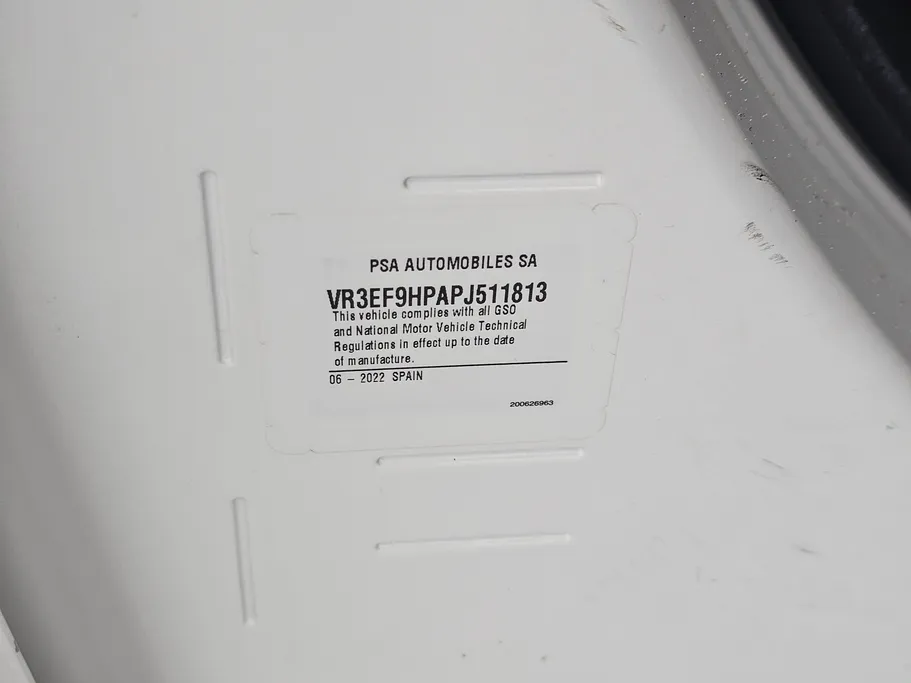 PSA AUTOMOBILES SA
VR3EF9HPAPJ511813
This vehicle complies with all GSO
and National Motor Vehicle Technical
Regulations in effect up to the date
of manufacture.
06 – 2022 SPAIN
200626963